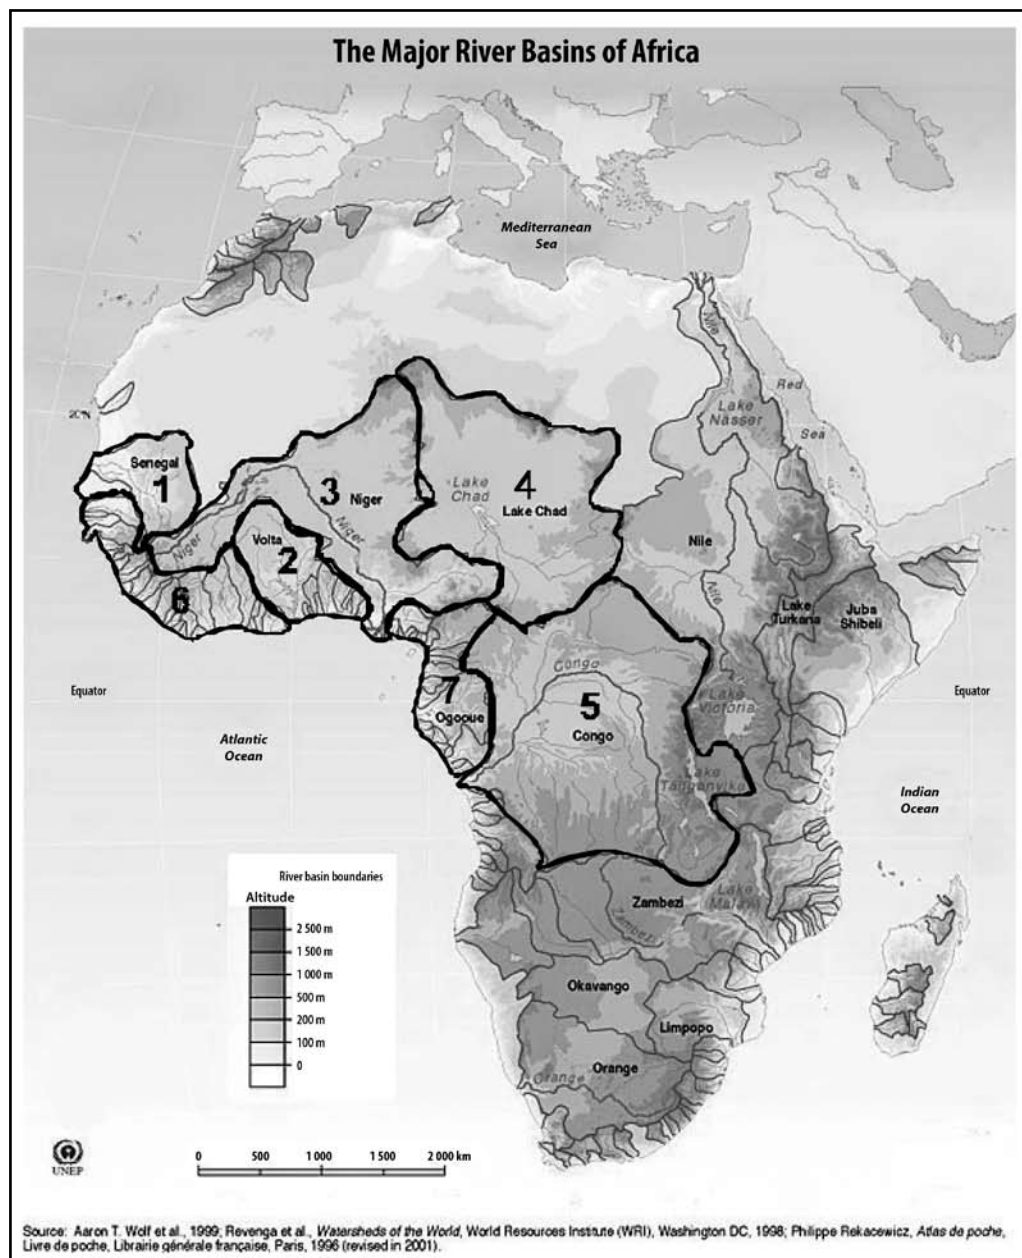 The Major River Basins of Africa
Mediterranean
Sea
Nile
Red
Sea
20°N
Lake
Nasser
Senegal
1
3
Niger
Niger
Lake
Chad
4
Lake Chad
Niger
Volta
2
Nile
Nile
6
Lake
Turkana
Juba
Shibeli
Equator
7
Ogooue
Congo
5
Congo
Lake
Victoria
Equator
Atlantic
Ocean
Lake
Tanganyika
Indian
Ocean
River basin boundaries
Altitude
2 500 m
1 500 m
1 000 m
500 m
200 m
100 m
0
Zambezi
Lake
Malawi
Zambezi
Okavango
Limpopo
Orange
Orange
UNEP
0 500 1 000 1 500 2 000 km
Source: Aaron T. Wolf et al., 1999; Revenga et al., Watersheds of the World, World Resources Institute (WRI), Washington DC, 1998; Philippe Rekacewicz, Atlas de poche,
Livre de poche, Librairie générale française, Paris, 1996 (revised in 2001).